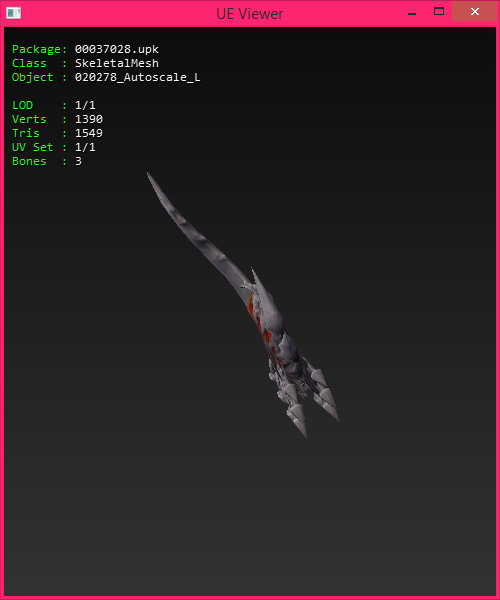 UE Viewer
Package: 00037028.upk
Class : SkeletalMesh
Object : 020278_Autoscale_L
LOD : 1/1
Verts : 1390
Tris : 1549
UV Set : 1/1
Bones : 3